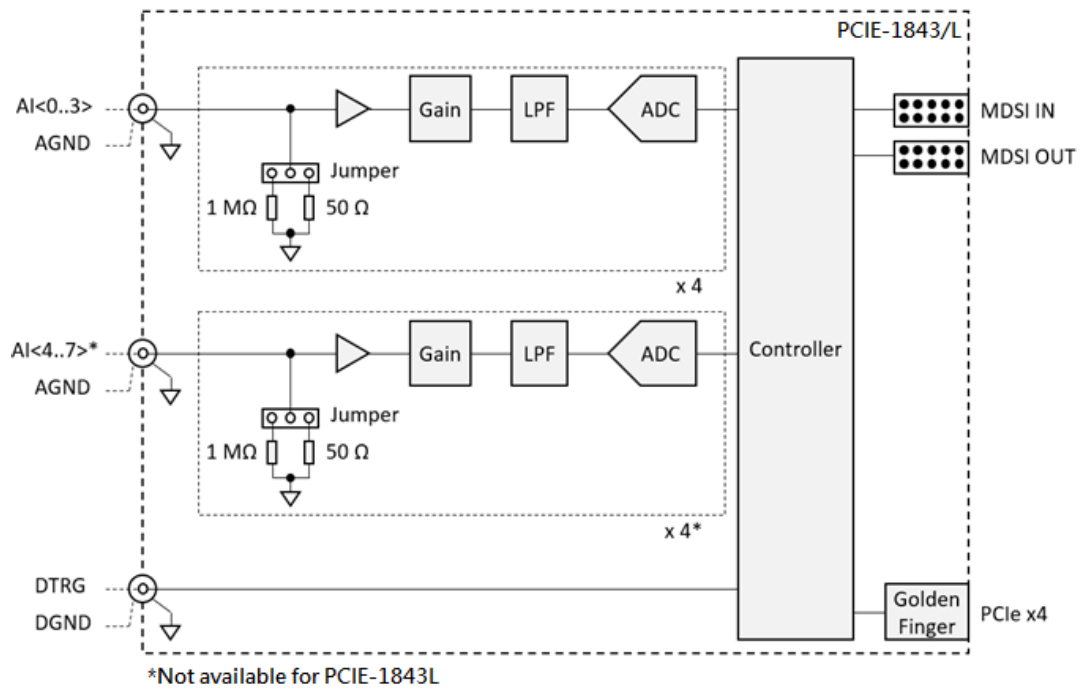 PCIE-1843/L
AI<0..3>
AGND
Gain
LPF
ADC
MDSI IN
MDSI OUT
Jumper
1 MΩ
50 Ω
x 4
AI<4..7>*
AGND
Gain
LPF
ADC
Controller
Jumper
1 MΩ
50 Ω
x 4*
DTRG
DGND
Golden
Finger
PCIe x4
*Not available for PCIE-1843L